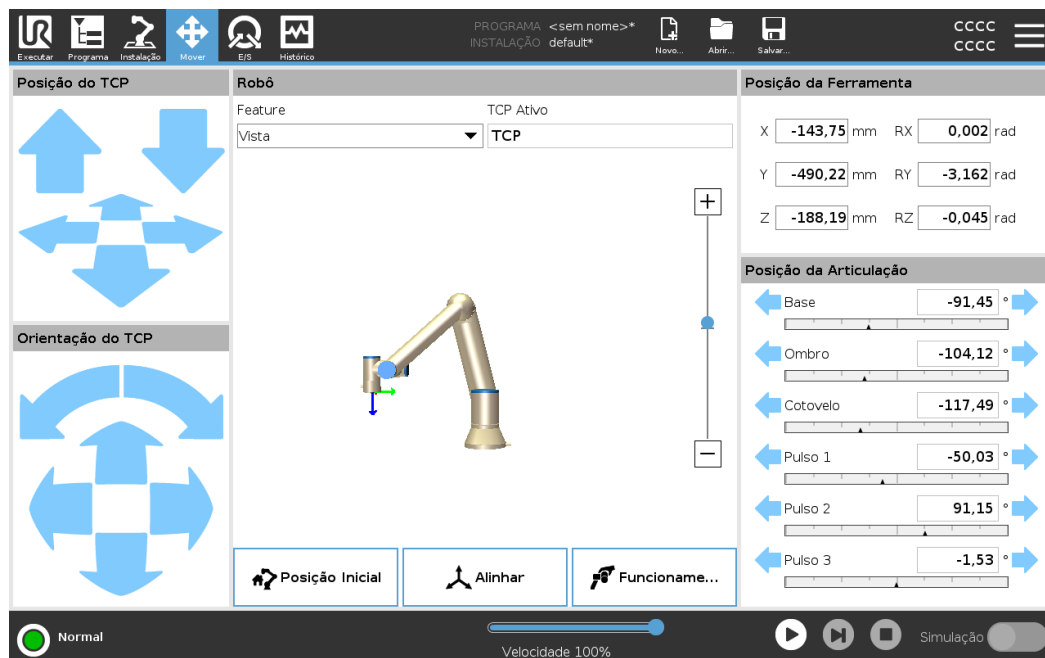 Executar Programa Instalação Mover E/S Histórico
PROGRAMA <sem nome>*
INSTALAÇÃO default*
Novo... Abrir... Salvar...
CCCC
CCCC
Posição do TCP
Robô
Feature TCP Ativo
Vista TCP
Posição da Ferramenta
X -143,75 mm RX 0,002 rad
Y -490,22 mm RY -3,162 rad
Z -188,19 mm RZ -0,045 rad
Posição da Articulação
Base -91,45 °
Ombro -104,12 °
Cotovelo -117,49 °
Pulso 1 -50,03 °
Pulso 2 91,15 °
Pulso 3 -1,53 °
Orientação do TCP
Posição Inicial Alinhar Funcioname...
Normal
Velocidade 100%
Simulação